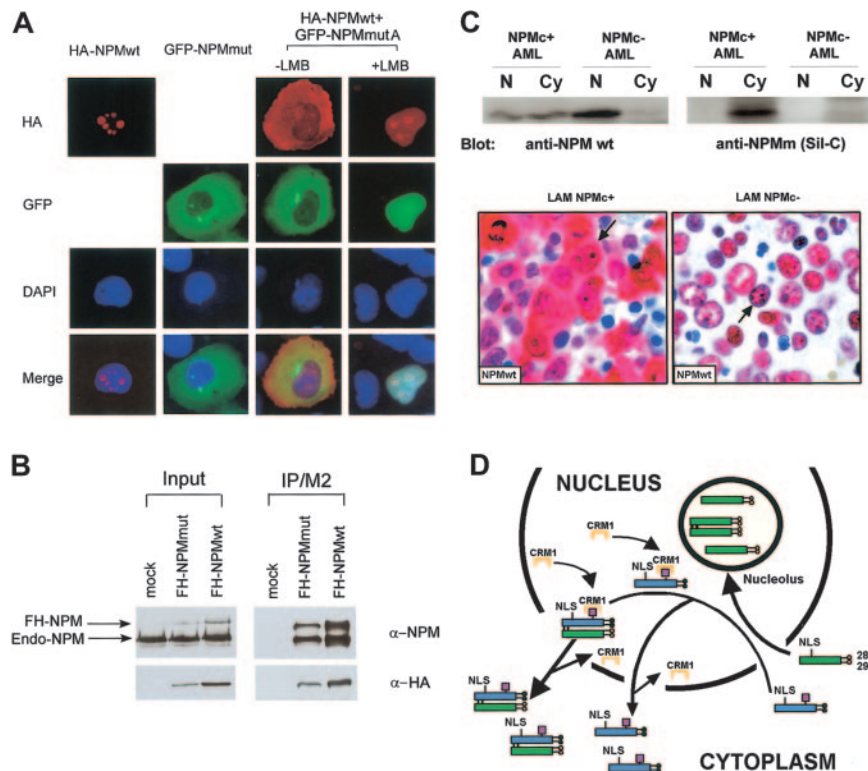 A
HA-NPMwt
GFP-NPMmut
HA-NPMwt+
GFP-NPMmutA
-LMB
+LMB
HA
GFP
DAPI
Merge
B
Input
IP/M2
mock
FH-NPMmut
FH-NPMwt
mock
FH-NPMmut
FH-NPMwt
FH-NPM
Endo-NPM
α-NPM
α-HA
C
NPMc+ AML
NPMc- AML
NPMc+ AML
NPMc- AML
N Cy N Cy
N Cy N Cy
Blot: anti-NPM wt
anti-NPMm (Sil-C)
LAM NPMc+
LAM NPMc-
NPMwt
NPMwt
D
NUCLEUS
CRM1
CRM1
NLS
CRM1
Nucleolus
NLS
CRM1
CRM1
CRM1
NLS
288
290
NLS
NLS
NLS
NLS
NLS
CYTOPLASM